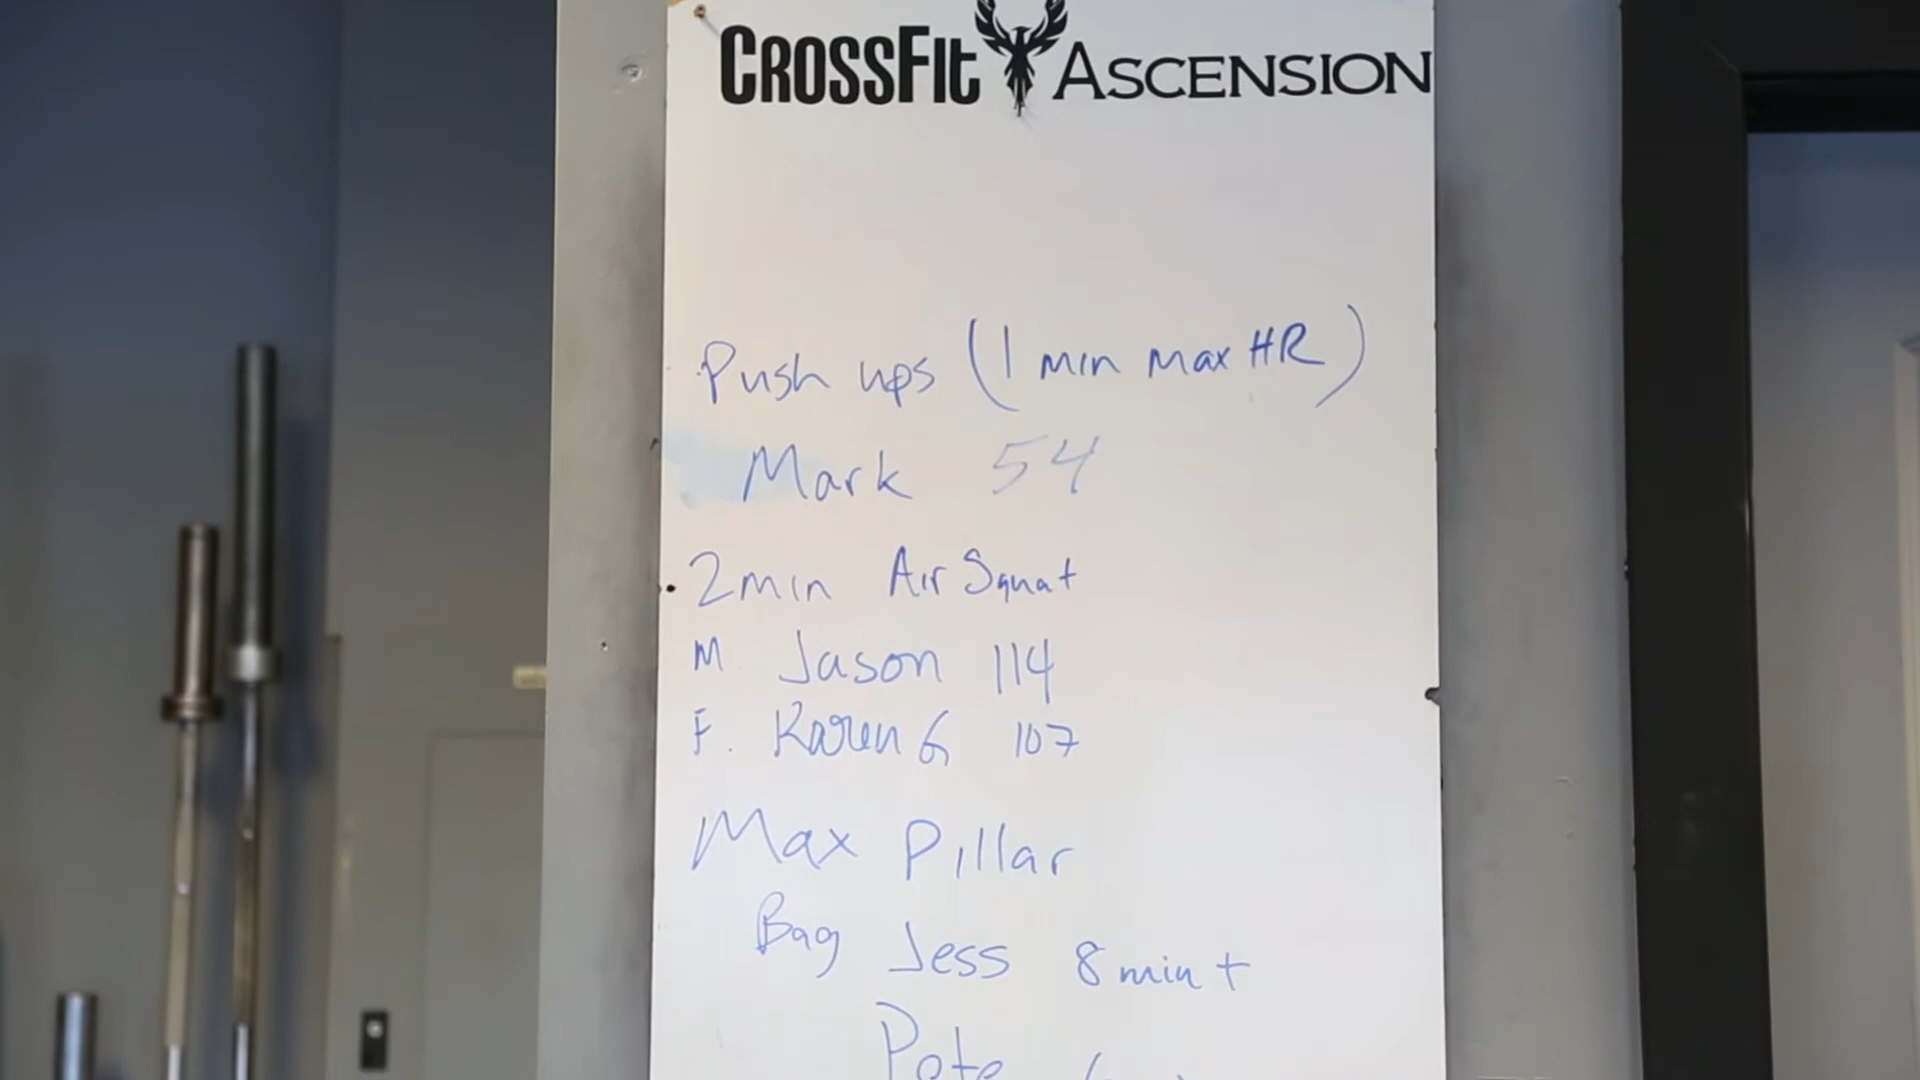 CROSSFIT ASCENSION
Push ups (1 min max HR)
Mark 54
2min Air Squat
M Jason 114
F. Karen G 107
Max Pillar
Bag Jess 8 min +
Pete